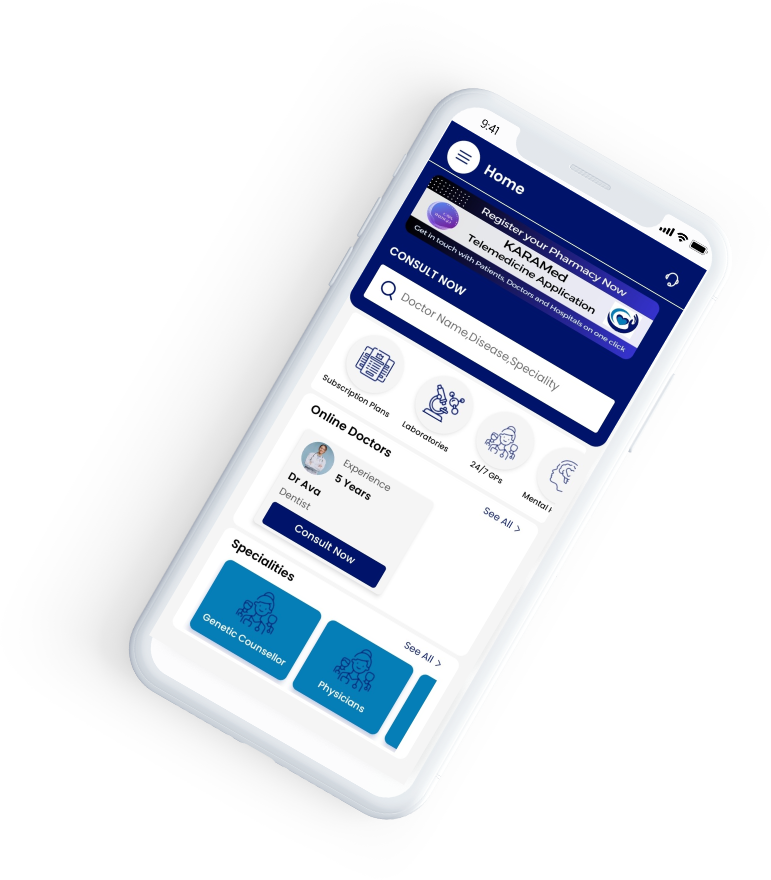 9:41
Home
Register your Pharmacy Now
KARAMed
Telemedicine Application
Get in touch with Patients, Doctors and Hospitals on one click
CONSULT NOW
Doctor Name,Disease,Speciality
Subscription Plans
Laboratories
24/7 GPs
Mental
Online Doctors
See All >
Experience
5 Years
Dr Ava
Dentist
Consult Now
Specialities
See All >
Genetic Counsellor
Physicians